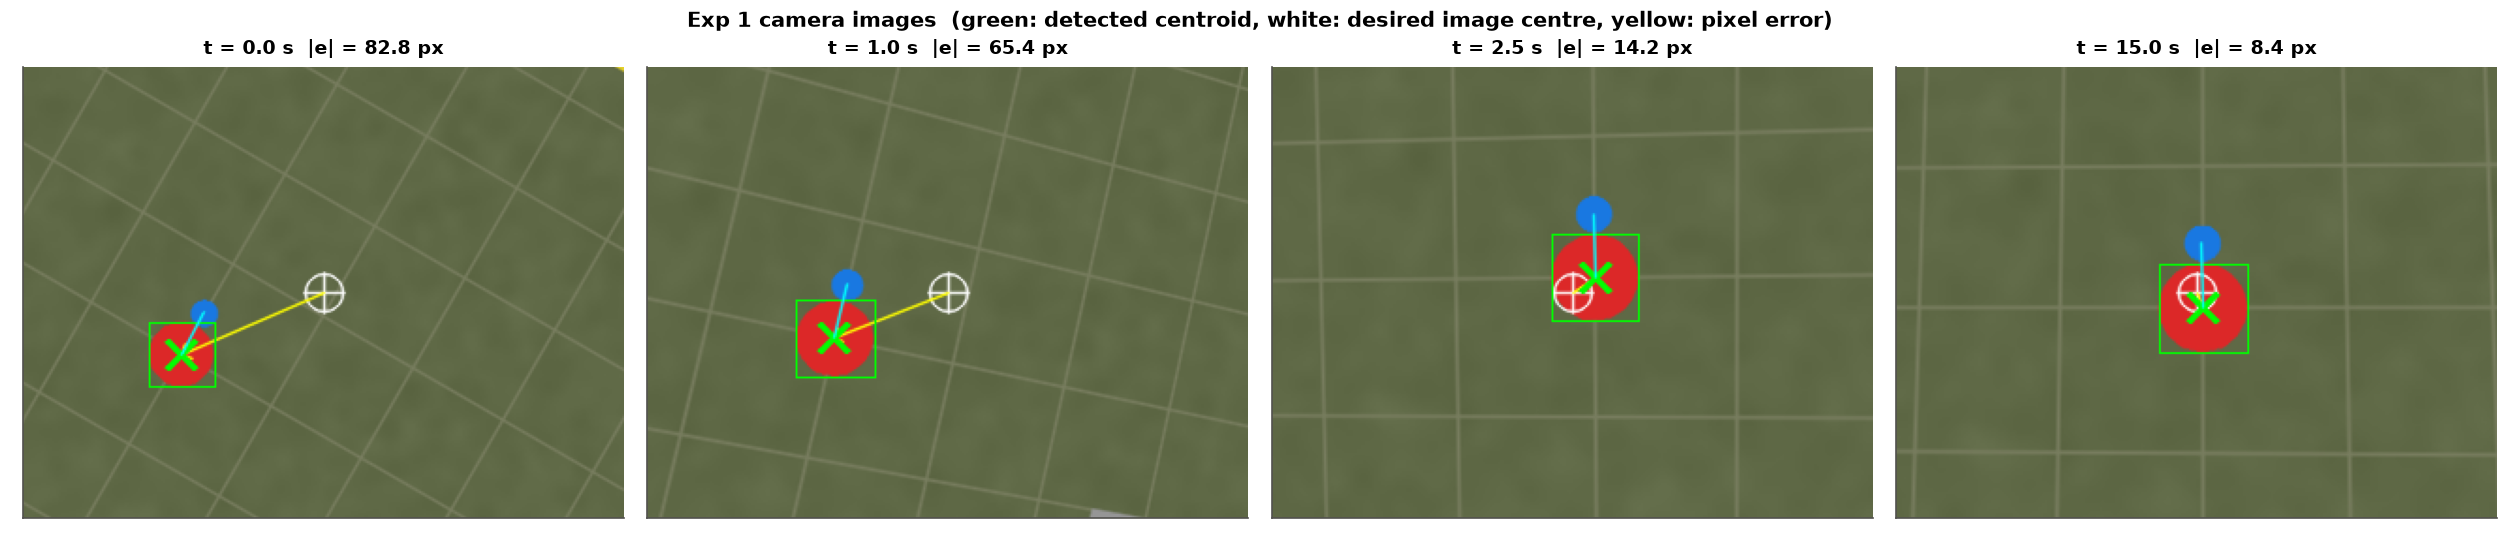 Exp 1 camera images  (green: detected centroid, white: desired image centre, yellow: pixel error)
t = 0.0 s  |e| = 82.8 px
t = 1.0 s  |e| = 65.4 px
t = 2.5 s  |e| = 14.2 px
t = 15.0 s  |e| = 8.4 px